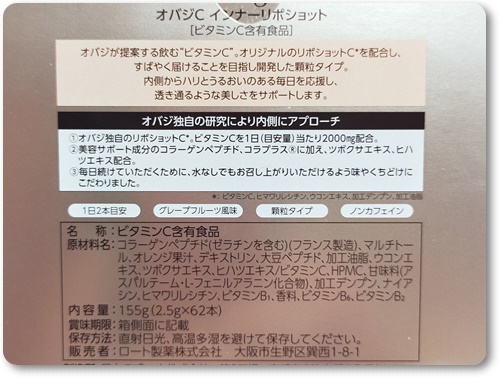 オバジC インナーリポショット
[ビタミンC含有食品]
オバジが提案する飲む"ビタミンC"。オリジナルのリポショットC*を配合し、
すばやく届けることを目指し開発した顆粒タイプ。
内側からハリとうるおいのある毎日を応援し、
透き通るような美しさをサポートします。
オバジ独自の研究により内側にアプローチ
①オバジ独自のリポショットC*。ビタミンCを1日(目安量)当たり2000mg配合。
②美容サポート成分のコラーゲンペプチド、コラプラス®に加え、ツボクサエキス、ヒハ
ツエキス配合。
③毎日続けていただくために、水なしでもお召し上がりいただけるよう味やくちどけに
こだわりました。
*:ビタミンC、ヒマワリレシチン、ウコンエキス、加工デンプン、加工油脂
1日2本目安 グレープフルーツ風味 顆粒タイプ ノンカフェイン
名 称:ビタミンC含有食品
原材料名:コラーゲンペプチド(ゼラチンを含む)(フランス製造)、マルチトー
ル、オレンジ果汁、デキストリン、大豆ペプチド、加工油脂、ウコンエ
キス、ツボクサエキス、ヒハツエキス/ビタミンC、HPMC、甘味料(ア
スパルテーム・L-フェニルアラニン化合物)、加工デンプン、ナイア
シン、ヒマワリレシチン、ビタミンB₁、香料、ビタミンB₆、ビタミンB₂
内容量:155g(2.5g×62本)
賞味期限:箱側面に記載
保存方法:直射日光、高温多湿を避けて保存してください。
販売者:ロート製薬株式会社 大阪市生野区巽西1-8-1